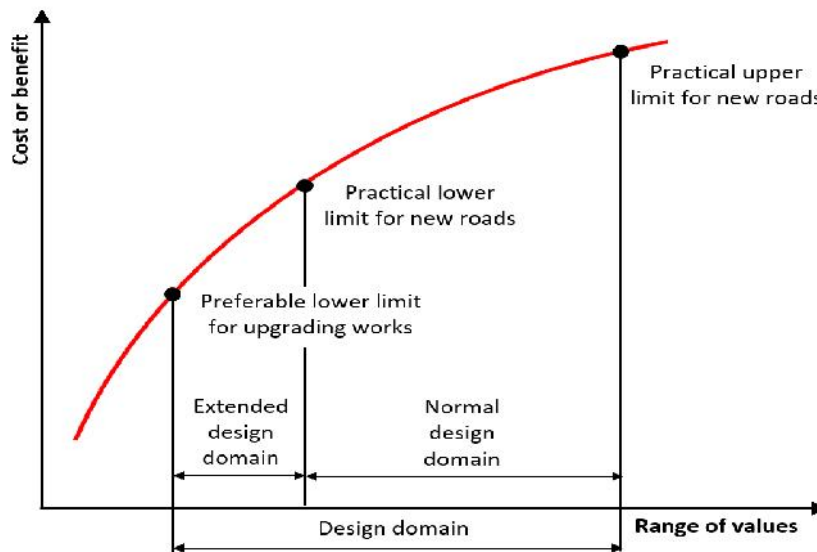 Cost or benefit
Practical upper
limit for new roads
Practical lower
limit for new roads
Preferable lower limit
for upgrading works
Extended
design
domain
Normal
design
domain
Design domain
Range of values